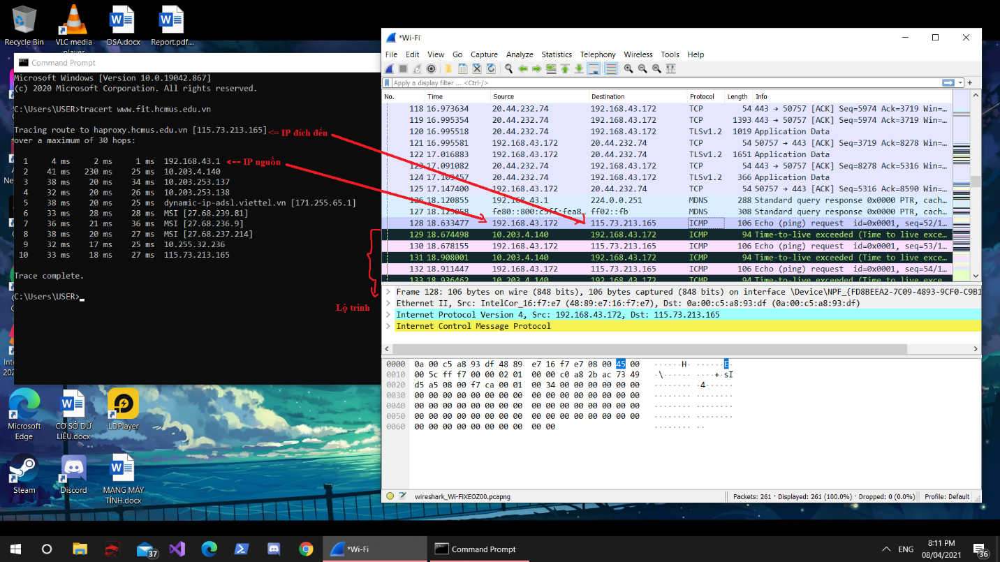 Recycle Bin
VLC media player
DSA.docx
Report.pdf....
Command Prompt
Microsoft Windows [Version 10.0.19042.867]
(c) 2020 Microsoft Corporation. All rights reserved.
C:\Users\USER>tracert www.fit.hcmus.edu.vn
Tracing route to haproxy.hcmus.edu.vn [115.73.213.165]<= IP đích đến
over a maximum of 30 hops:
1 4 ms 2 ms 1 ms 192.168.43.1 <-- IP nguồn
2 41 ms 230 ms 25 ms 10.203.4.140
3 38 ms 20 ms 34 ms 10.203.253.137
4 32 ms 20 ms 26 ms 10.203.253.138
5 38 ms 20 ms 25 ms dynamic-ip-adsl.viettel.vn [171.255.65.1]
6 33 ms 28 ms 28 ms MSI [27.68.239.81]
7 36 ms 21 ms 36 ms MSI [27.68.236.9]
8 38 ms 20 ms 27 ms MSI [27.68.237.214]
9 32 ms 17 ms 25 ms 10.255.32.236
10 33 ms 18 ms 27 ms 115.73.213.165
Trace complete.
C:\Users\USER>
Lộ trình
*Wi-Fi
File Edit View Go Capture Analyze Statistics Telephony Wireless Tools Help
Apply a display filter ... <Ctrl-/>
No. Time Source Destination Protocol Length Info
118 16.973634 20.44.232.74 192.168.43.172 TCP 54 443 → 50757 [ACK] Seq=5974 Ack=3719 Win=…
119 16.995354 20.44.232.74 192.168.43.172 TCP 1393 443 → 50757 [ACK] Seq=5974 Ack=3719 Win=…
120 16.995518 20.44.232.74 192.168.43.172 TLSv1.2 1019 Application Data
121 16.995581 20.44.232.74 192.168.43.172 TCP 54 50757 → 443 [ACK] Seq=3719 Ack=8278 Win=…
122 17.016883 20.44.232.74 192.168.43.172 TLSv1.2 1651 Application Data
123 17.091082 20.44.232.74 192.168.43.172 TCP 54 443 → 50757 [ACK] Seq=8278 Ack=5316 Win=…
124 17.103457 20.44.232.74 192.168.43.172 TLSv1.2 366 Application Data
125 17.147400 192.168.43.172 20.44.232.74 TCP 54 50757 → 443 [ACK] Seq=5316 Ack=8590 Win=…
126 18.120855 192.168.43.1 224.0.0.251 MDNS 288 Standard query response 0x0000 PTR, cach…
127 18.123858 fe80::800:c5ff:fea8… ff02::fb MDNS 308 Standard query response 0x0000 PTR, cach…
128 18.633477 192.168.43.172 115.73.213.165 ICMP 106 Echo (ping) request id=0x0001, seq=52/1…
129 18.674498 10.203.4.140 192.168.43.172 ICMP 94 Time-to-live exceeded (Time to live exce…
130 18.678155 192.168.43.172 115.73.213.165 ICMP 106 Echo (ping) request id=0x0001, seq=53/1…
131 18.908001 10.203.4.140 192.168.43.172 ICMP 94 Time-to-live exceeded (Time to live exce…
132 18.911447 192.168.43.172 115.73.213.165 ICMP 106 Echo (ping) request id=0x0001, seq=54/1…
133 18.936462 10.203.4.140 192.168.43.172 ICMP 94 Time-to-live exceeded (Time to live exce…
Frame 128: 106 bytes on wire (848 bits), 106 bytes captured (848 bits) on interface \Device\NPF_{FD8BEEA2-7C09-4893-9CF0-C9B1
Ethernet II, Src: IntelCor_16:f7:e7 (48:89:e7:16:f7:e7), Dst: 0a:00:c5:a8:93:df (0a:00:c5:a8:93:df)
Internet Protocol Version 4, Src: 192.168.43.172, Dst: 115.73.213.165
Internet Control Message Protocol
0000 0a 00 c5 a8 93 df 48 89 e7 16 f7 e7 08 00 45 00 ······H· ······E·
0010 00 5c ff f7 00 00 02 01 00 00 c0 a8 2b ac 73 49 ·\······ ····+·sI
0020 d5 a5 08 00 f7 ca 00 01 00 34 00 00 00 00 00 00 ········ ·4······
0030 00 00 00 00 00 00 00 00 00 00 00 00 00 00 00 00 ········ ········
0040 00 00 00 00 00 00 00 00 00 00 00 00 00 00 00 00 ········ ········
0050 00 00 00 00 00 00 00 00 00 00 00 00 00 00 00 00 ········ ········
0060 00 00 00 00 00 00 00 00 00 00 ········ ··
wireshark_Wi-FiXEOZ00.pcapng
Packets: 261 · Displayed: 261 (100.0%) · Dropped: 0 (0.0%)
Profile: Default
Microsoft Edge
CƠ SỞ DỮ LIỆU.docx
LDPlayer
Steam
Discord
MẠNG MÁY TÍNH.docx
37
*Wi-Fi
Command Prompt
ENG
8:11 PM
08/04/2021
36